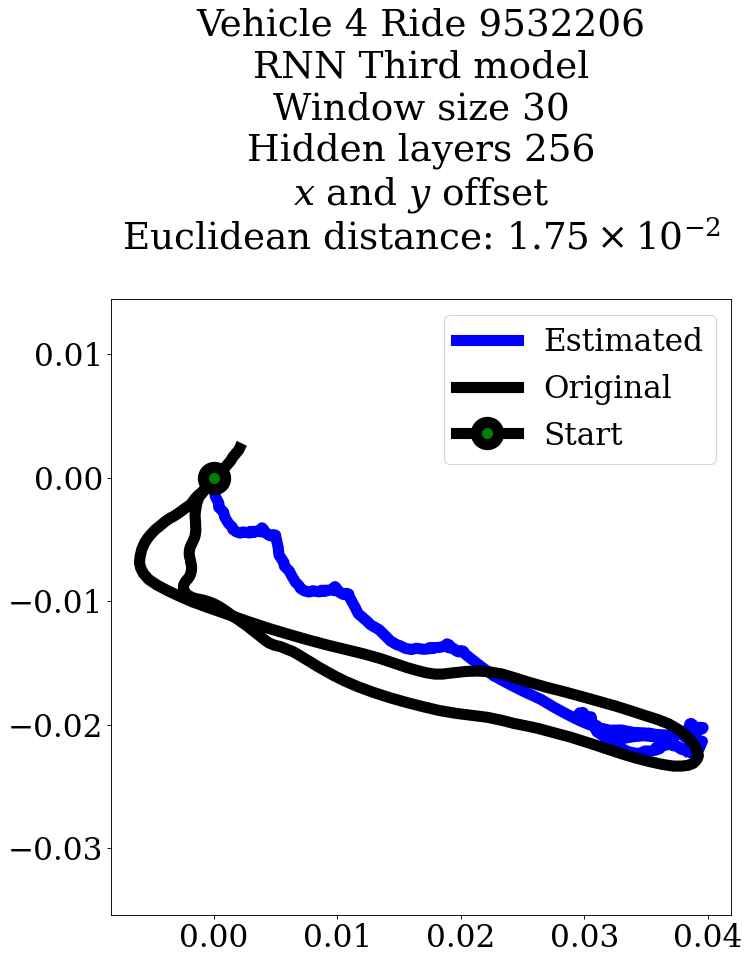 Vehicle 4 Ride 9532206
RNN Third model
Window size 30
Hidden layers 256
x and y offset
Euclidean distance: 1.75 × 10⁻²
Estimated
Original
Start
0.01
0.00
−0.01
−0.02
−0.03
0.00 0.01 0.02 0.03 0.04